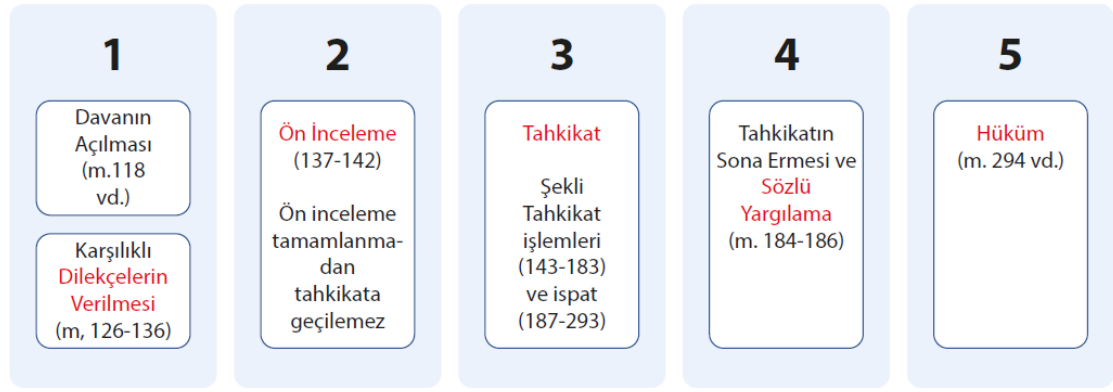 1
Davanın
Açılması
(m.118
vd.)
Karşılıklı
Dilekçelerin
Verilmesi
(m, 126-136)
2
Ön İnceleme
(137-142)
Ön inceleme
tamamlanma-
dan
tahkikata
geçilemez
3
Tahkikat
Şekli
Tahkikat
işlemleri
(143-183)
ve ispat
(187-293)
4
Tahkikatın
Sona Ermesi ve
Sözlü
Yargılama
(m. 184-186)
5
Hüküm
(m. 294 vd.)